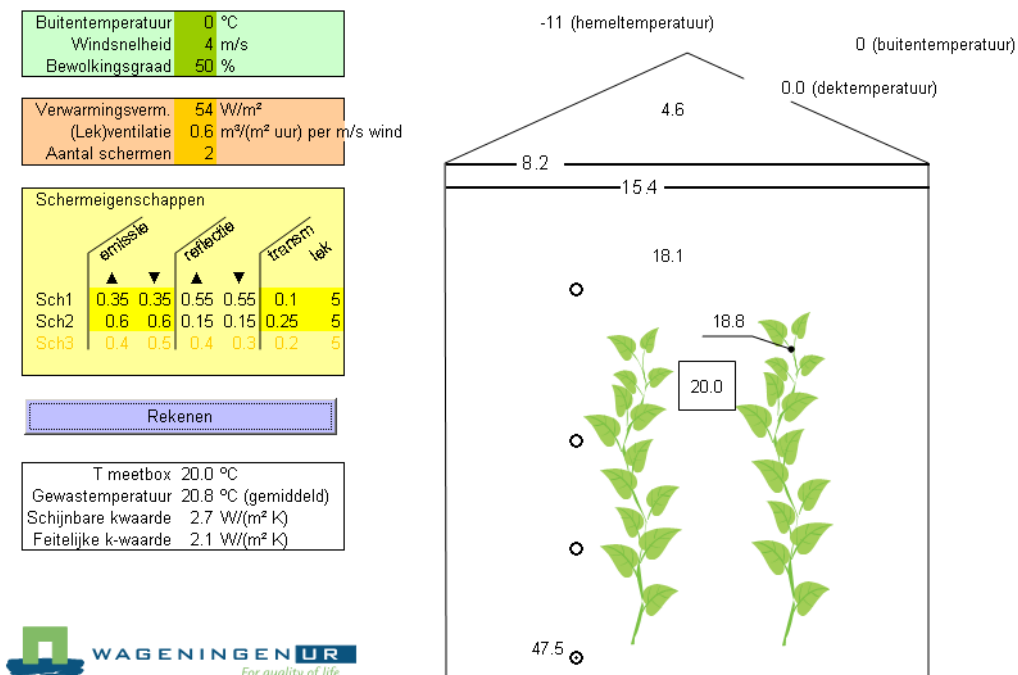 Buitentemperatuur 0 °C
Windsnelheid 4 m/s
Bewolkingsgraad 50 %
Verwarmingsverm. 54 W/m²
(Lek)ventilatie 0.6 m³/(m² uur) per m/s wind
Aantal schermen 2
Schermeigenschappen
emissie reflectie transm lek
▲ ▼ ▲ ▼
Sch1 0.35 0.35 0.55 0.55 0.1 5
Sch2 0.6 0.6 0.15 0.15 0.25 5
Sch3 0.4 0.5 0.4 0.3 0.2 5
Rekenen
T meetbox 20.0 °C
Gewastemperatuur 20.8 °C (gemiddeld)
Schijnbare kwaarde 2.7 W/(m² K)
Feitelijke k-waarde 2.1 W/(m² K)
WAGENINGEN UR
For quality of life
-11 (hemeltemperatuur)
0 (buitentemperatuur)
0.0 (dektemperatuur)
4.6
8.2
15.4
18.1
18.8
20.0
47.5